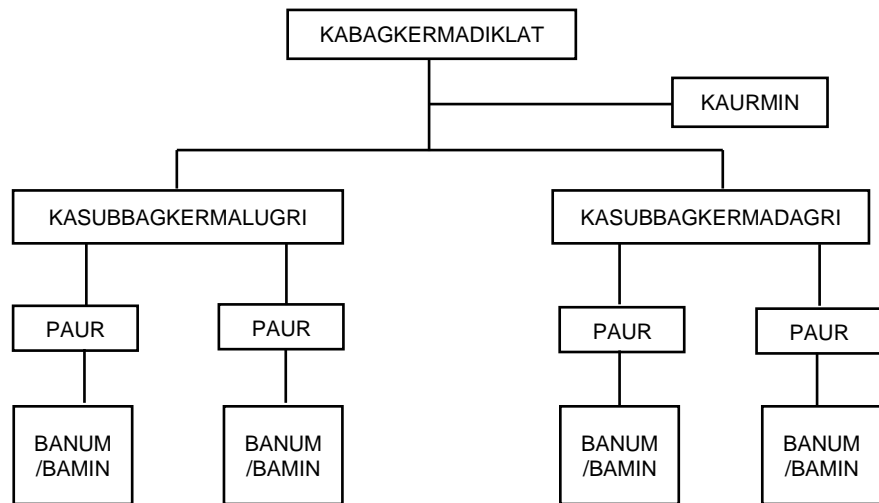 KABAGKERMADIKLAT
KAURMIN
KASUBBAGKERMALUGRI
KASUBBAGKERMADAGRI
PAUR
PAUR
PAUR
PAUR
BANUM
/BAMIN
BANUM
/BAMIN
BANUM
/BAMIN
BANUM
/BAMIN